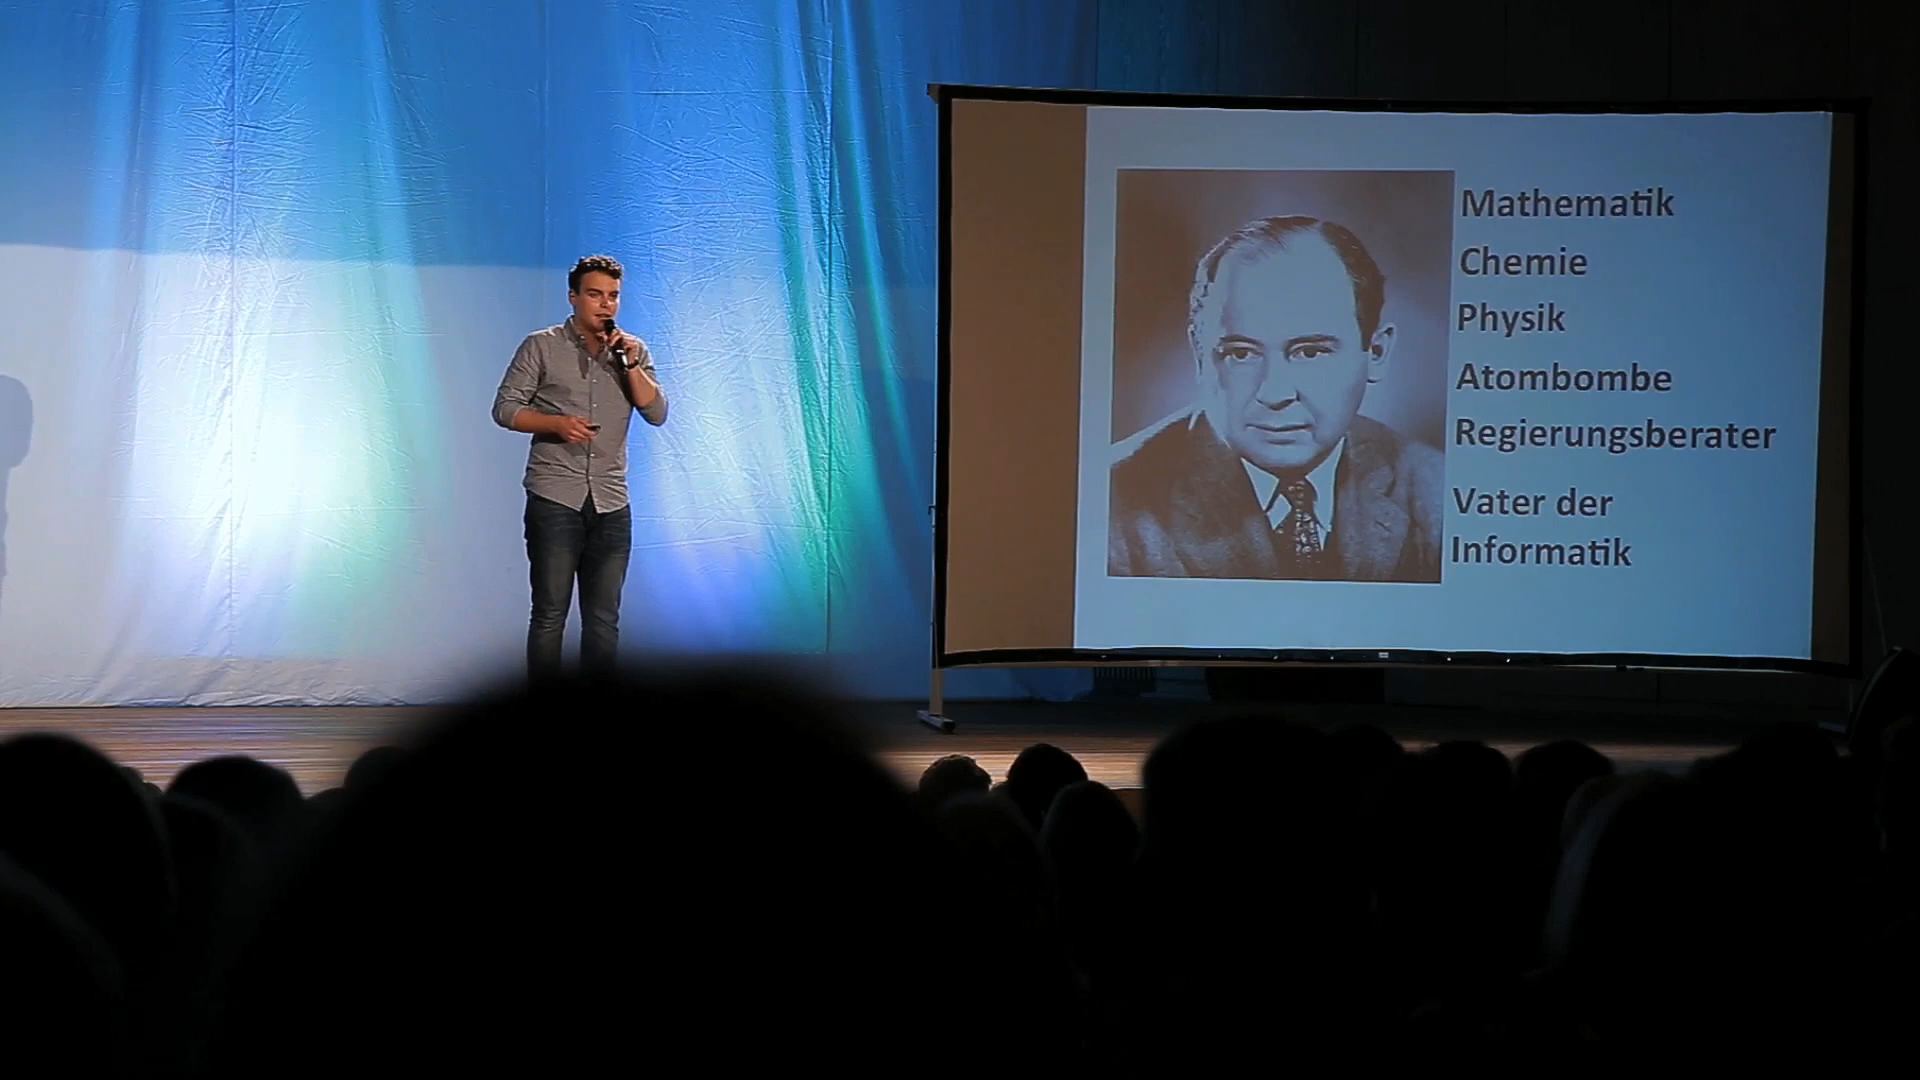 Mathematik
Chemie
Physik
Atombombe
Regierungsberater
Vater der
Informatik